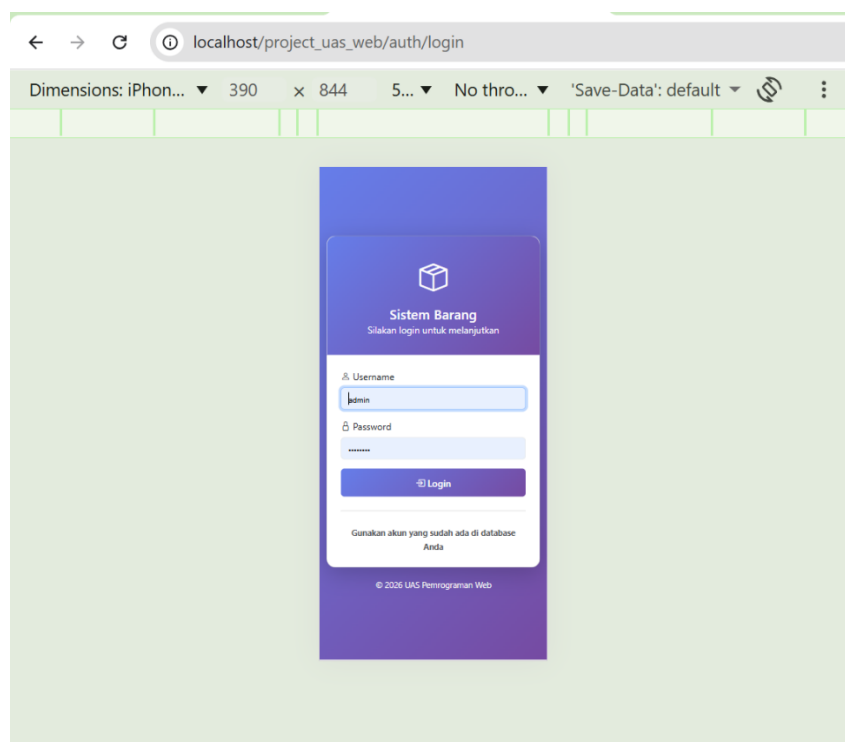 localhost/project_uas_web/auth/login
Dimensions: iPhon... 390 × 844 5... No thro... 'Save-Data': default
Sistem Barang
Silakan login untuk melanjutkan
Username
admin
Password
••••••••
Login
Gunakan akun yang sudah ada di database
Anda
© 2026 UAS Pemrograman Web